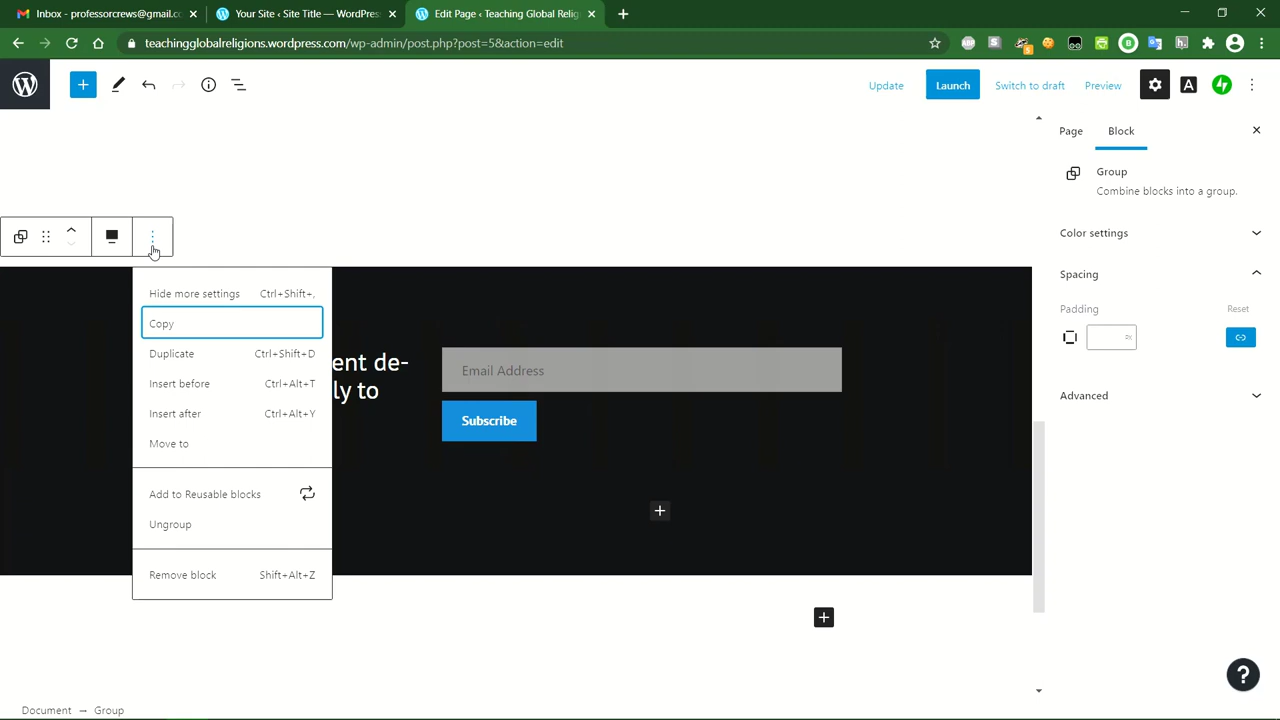 Inbox - professorcrews@gmail.co
Your Site ‹ Site Title — WordPress
Edit Page ‹ Teaching Global Relig
teachingglobalreligions.wordpress.com/wp-admin/post.php?post=5&action=edit
Update
Launch
Switch to draft
Preview
Page
Block
Group
Combine blocks into a group.
Color settings
Spacing
Padding
Reset
PX
Advanced
Hide more settings Ctrl+Shift+,
Copy
Duplicate Ctrl+Shift+D
Insert before Ctrl+Alt+T
Insert after Ctrl+Alt+Y
Move to
Add to Reusable blocks
Ungroup
Remove block Shift+Alt+Z
ent de-
ly to
Email Address
Subscribe
Document → Group